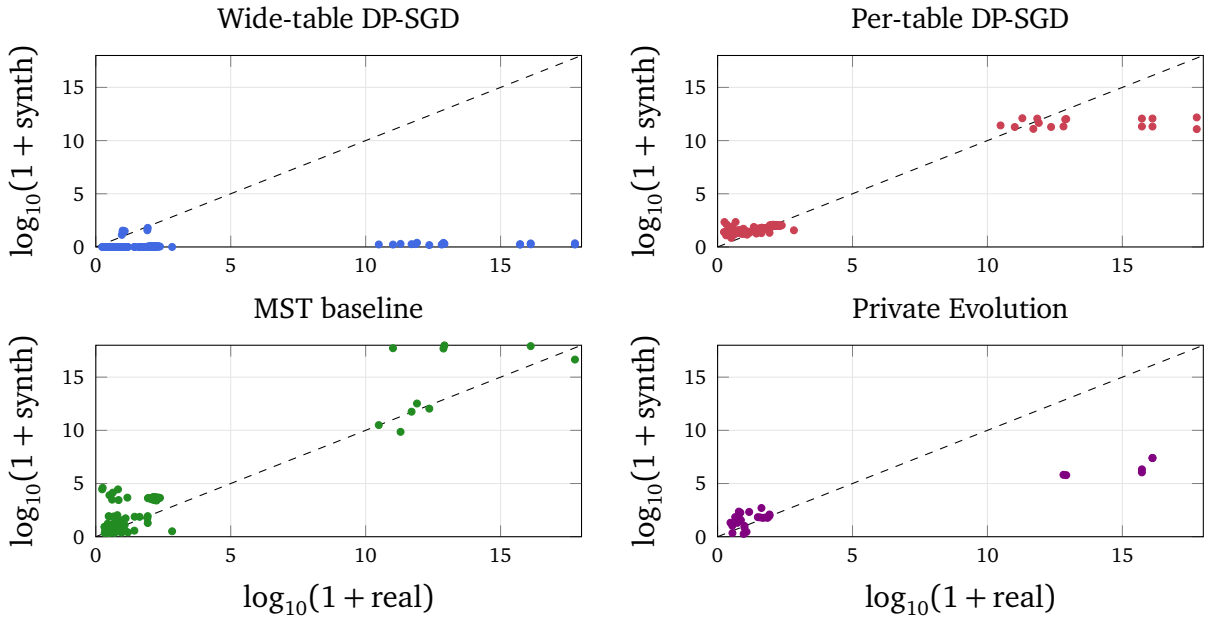 Wide-table DP-SGD
Per-table DP-SGD
log₁₀(1 + synth)
15
10
5
0
0 5 10 15
log₁₀(1 + synth)
15
10
5
0
0 5 10 15
MST baseline
Private Evolution
log₁₀(1 + synth)
15
10
5
0
0 5 10 15
log₁₀(1 + real)
log₁₀(1 + synth)
15
10
5
0
0 5 10 15
log₁₀(1 + real)